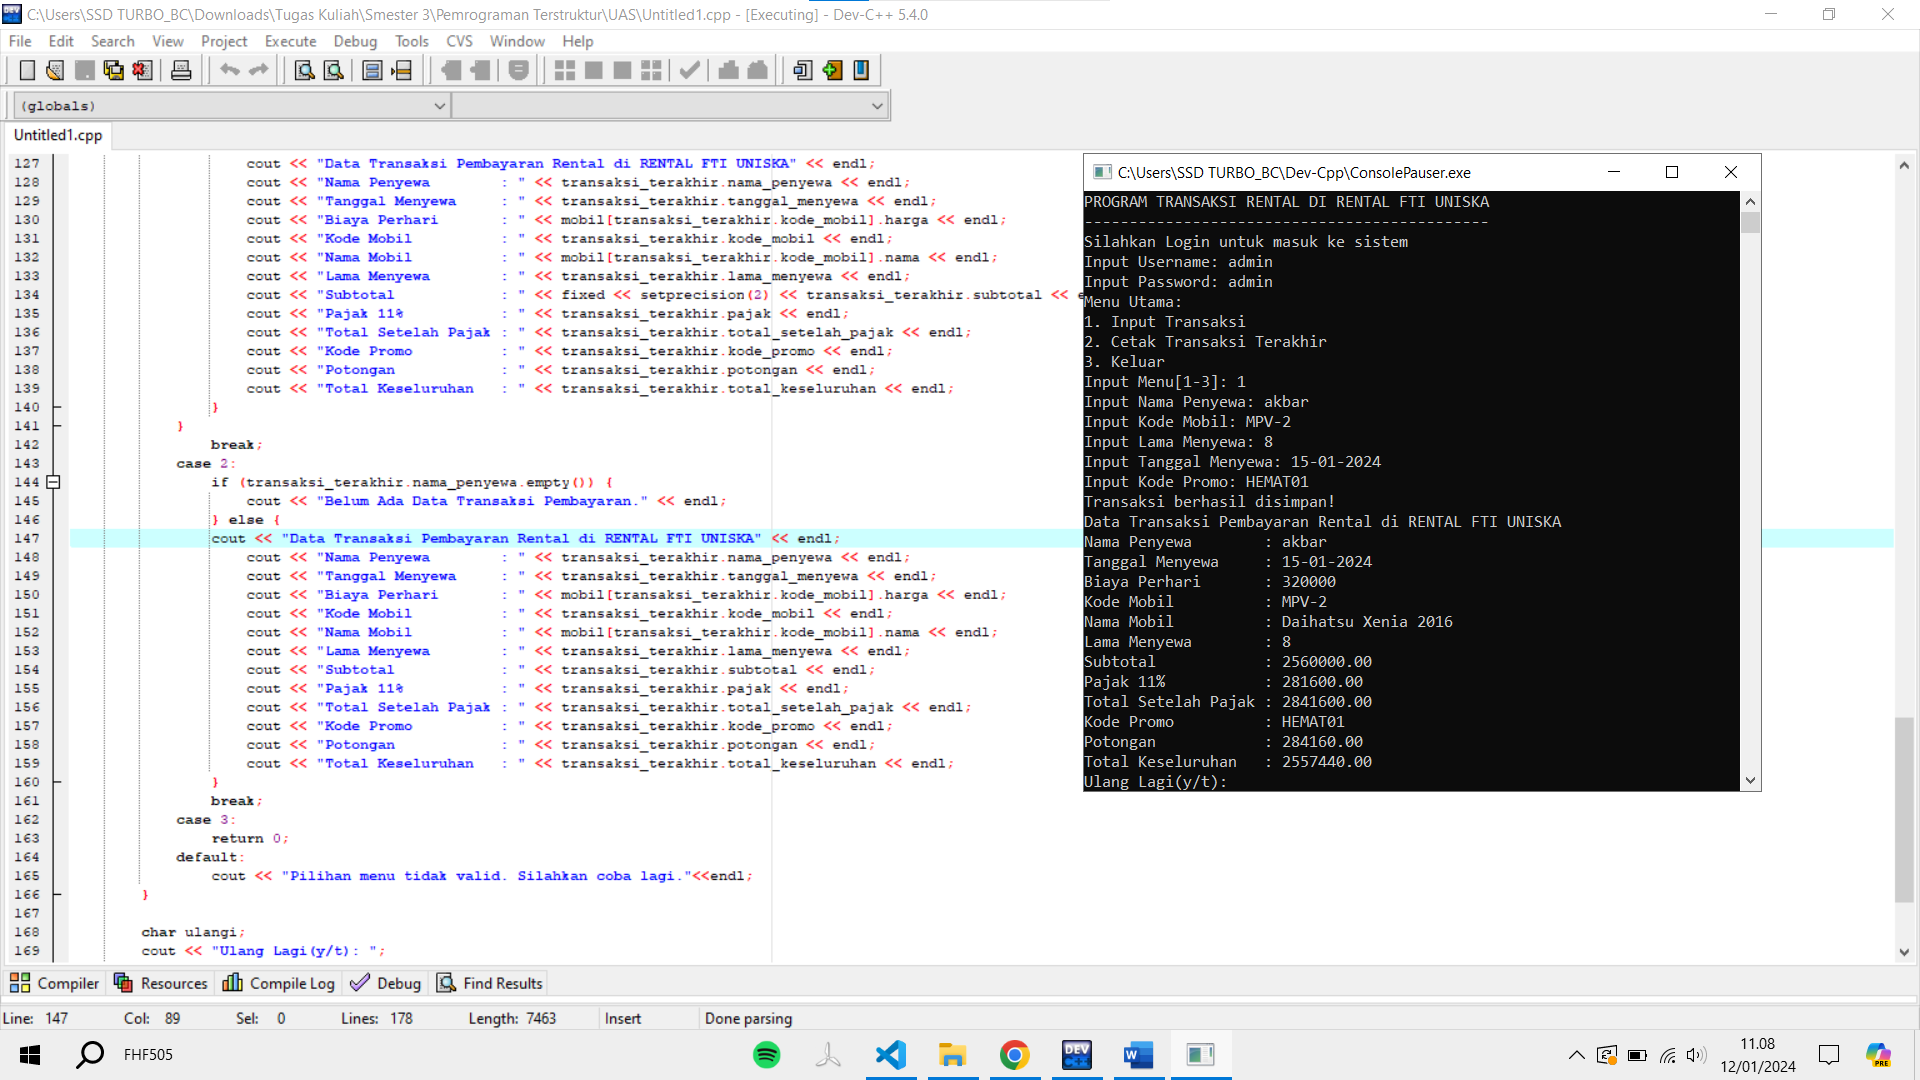 C:\Users\SSD TURBO_BC\Downloads\Tugas Kuliah\Smester 3\Pemrograman Terstruktur\UAS\Untitled1.cpp - [Executing] - Dev-C++ 5.4.0
File Edit Search View Project Execute Debug Tools CVS Window Help
(globals)
Untitled1.cpp
127 cout << "Data Transaksi Pembayaran Rental di RENTAL FTI UNISKA" << endl;
128 cout << "Nama Penyewa        : " << transaksi_terakhir.nama_penyewa << endl;
129 cout << "Tanggal Menyewa     : " << transaksi_terakhir.tanggal_menyewa << endl;
130 cout << "Biaya Perhari       : " << mobil[transaksi_terakhir.kode_mobil].harga << endl;
131 cout << "Kode Mobil          : " << transaksi_terakhir.kode_mobil << endl;
132 cout << "Nama Mobil          : " << mobil[transaksi_terakhir.kode_mobil].nama << endl;
133 cout << "Lama Menyewa        : " << transaksi_terakhir.lama_menyewa << endl;
134 cout << "Subtotal            : " << fixed << setprecision(2) << transaksi_terakhir.subtotal << e
135 cout << "Pajak 11%           : " << transaksi_terakhir.pajak << endl;
136 cout << "Total Setelah Pajak : " << transaksi_terakhir.total_setelah_pajak << endl;
137 cout << "Kode Promo          : " << transaksi_terakhir.kode_promo << endl;
138 cout << "Potongan            : " << transaksi_terakhir.potongan << endl;
139 cout << "Total Keseluruhan   : " << transaksi_terakhir.total_keseluruhan << endl;
140 }
141 }
142 break;
143 case 2:
144 if (transaksi_terakhir.nama_penyewa.empty()) {
145 cout << "Belum Ada Data Transaksi Pembayaran." << endl;
146 } else {
147 cout << "Data Transaksi Pembayaran Rental di RENTAL FTI UNISKA" << endl;
148 cout << "Nama Penyewa        : " << transaksi_terakhir.nama_penyewa << endl;
149 cout << "Tanggal Menyewa     : " << transaksi_terakhir.tanggal_menyewa << endl;
150 cout << "Biaya Perhari       : " << mobil[transaksi_terakhir.kode_mobil].harga << endl;
151 cout << "Kode Mobil          : " << transaksi_terakhir.kode_mobil << endl;
152 cout << "Nama Mobil          : " << mobil[transaksi_terakhir.kode_mobil].nama << endl;
153 cout << "Lama Menyewa        : " << transaksi_terakhir.lama_menyewa << endl;
154 cout << "Subtotal            : " << transaksi_terakhir.subtotal << endl;
155 cout << "Pajak 11%           : " << transaksi_terakhir.pajak << endl;
156 cout << "Total Setelah Pajak : " << transaksi_terakhir.total_setelah_pajak << endl;
157 cout << "Kode Promo          : " << transaksi_terakhir.kode_promo << endl;
158 cout << "Potongan            : " << transaksi_terakhir.potongan << endl;
159 cout << "Total Keseluruhan   : " << transaksi_terakhir.total_keseluruhan << endl;
160 }
161 break;
162 case 3:
163 return 0;
164 default:
165 cout << "Pilihan menu tidak valid. Silahkan coba lagi."<<endl;
166 }
167
168 char ulangi;
169 cout << "Ulang Lagi(y/t): ";
C:\Users\SSD TURBO_BC\Dev-Cpp\ConsolePauser.exe
PROGRAM TRANSAKSI RENTAL DI RENTAL FTI UNISKA
---------------------------------------------
Silahkan Login untuk masuk ke sistem
Input Username: admin
Input Password: admin
Menu Utama:
1. Input Transaksi
2. Cetak Transaksi Terakhir
3. Keluar
Input Menu[1-3]: 1
Input Nama Penyewa: akbar
Input Kode Mobil: MPV-2
Input Lama Menyewa: 8
Input Tanggal Menyewa: 15-01-2024
Input Kode Promo: HEMAT01
Transaksi berhasil disimpan!
Data Transaksi Pembayaran Rental di RENTAL FTI UNISKA
Nama Penyewa        : akbar
Tanggal Menyewa     : 15-01-2024
Biaya Perhari       : 320000
Kode Mobil          : MPV-2
Nama Mobil          : Daihatsu Xenia 2016
Lama Menyewa        : 8
Subtotal            : 2560000.00
Pajak 11%           : 281600.00
Total Setelah Pajak : 2841600.00
Kode Promo          : HEMAT01
Potongan            : 284160.00
Total Keseluruhan   : 2557440.00
Ulang Lagi(y/t):
Compiler Resources Compile Log Debug Find Results
Line: 147 Col: 89 Sel: 0 Lines: 178 Length: 7463 Insert Done parsing
FHF505
DEV C++
W
PRE
11.08
12/01/2024